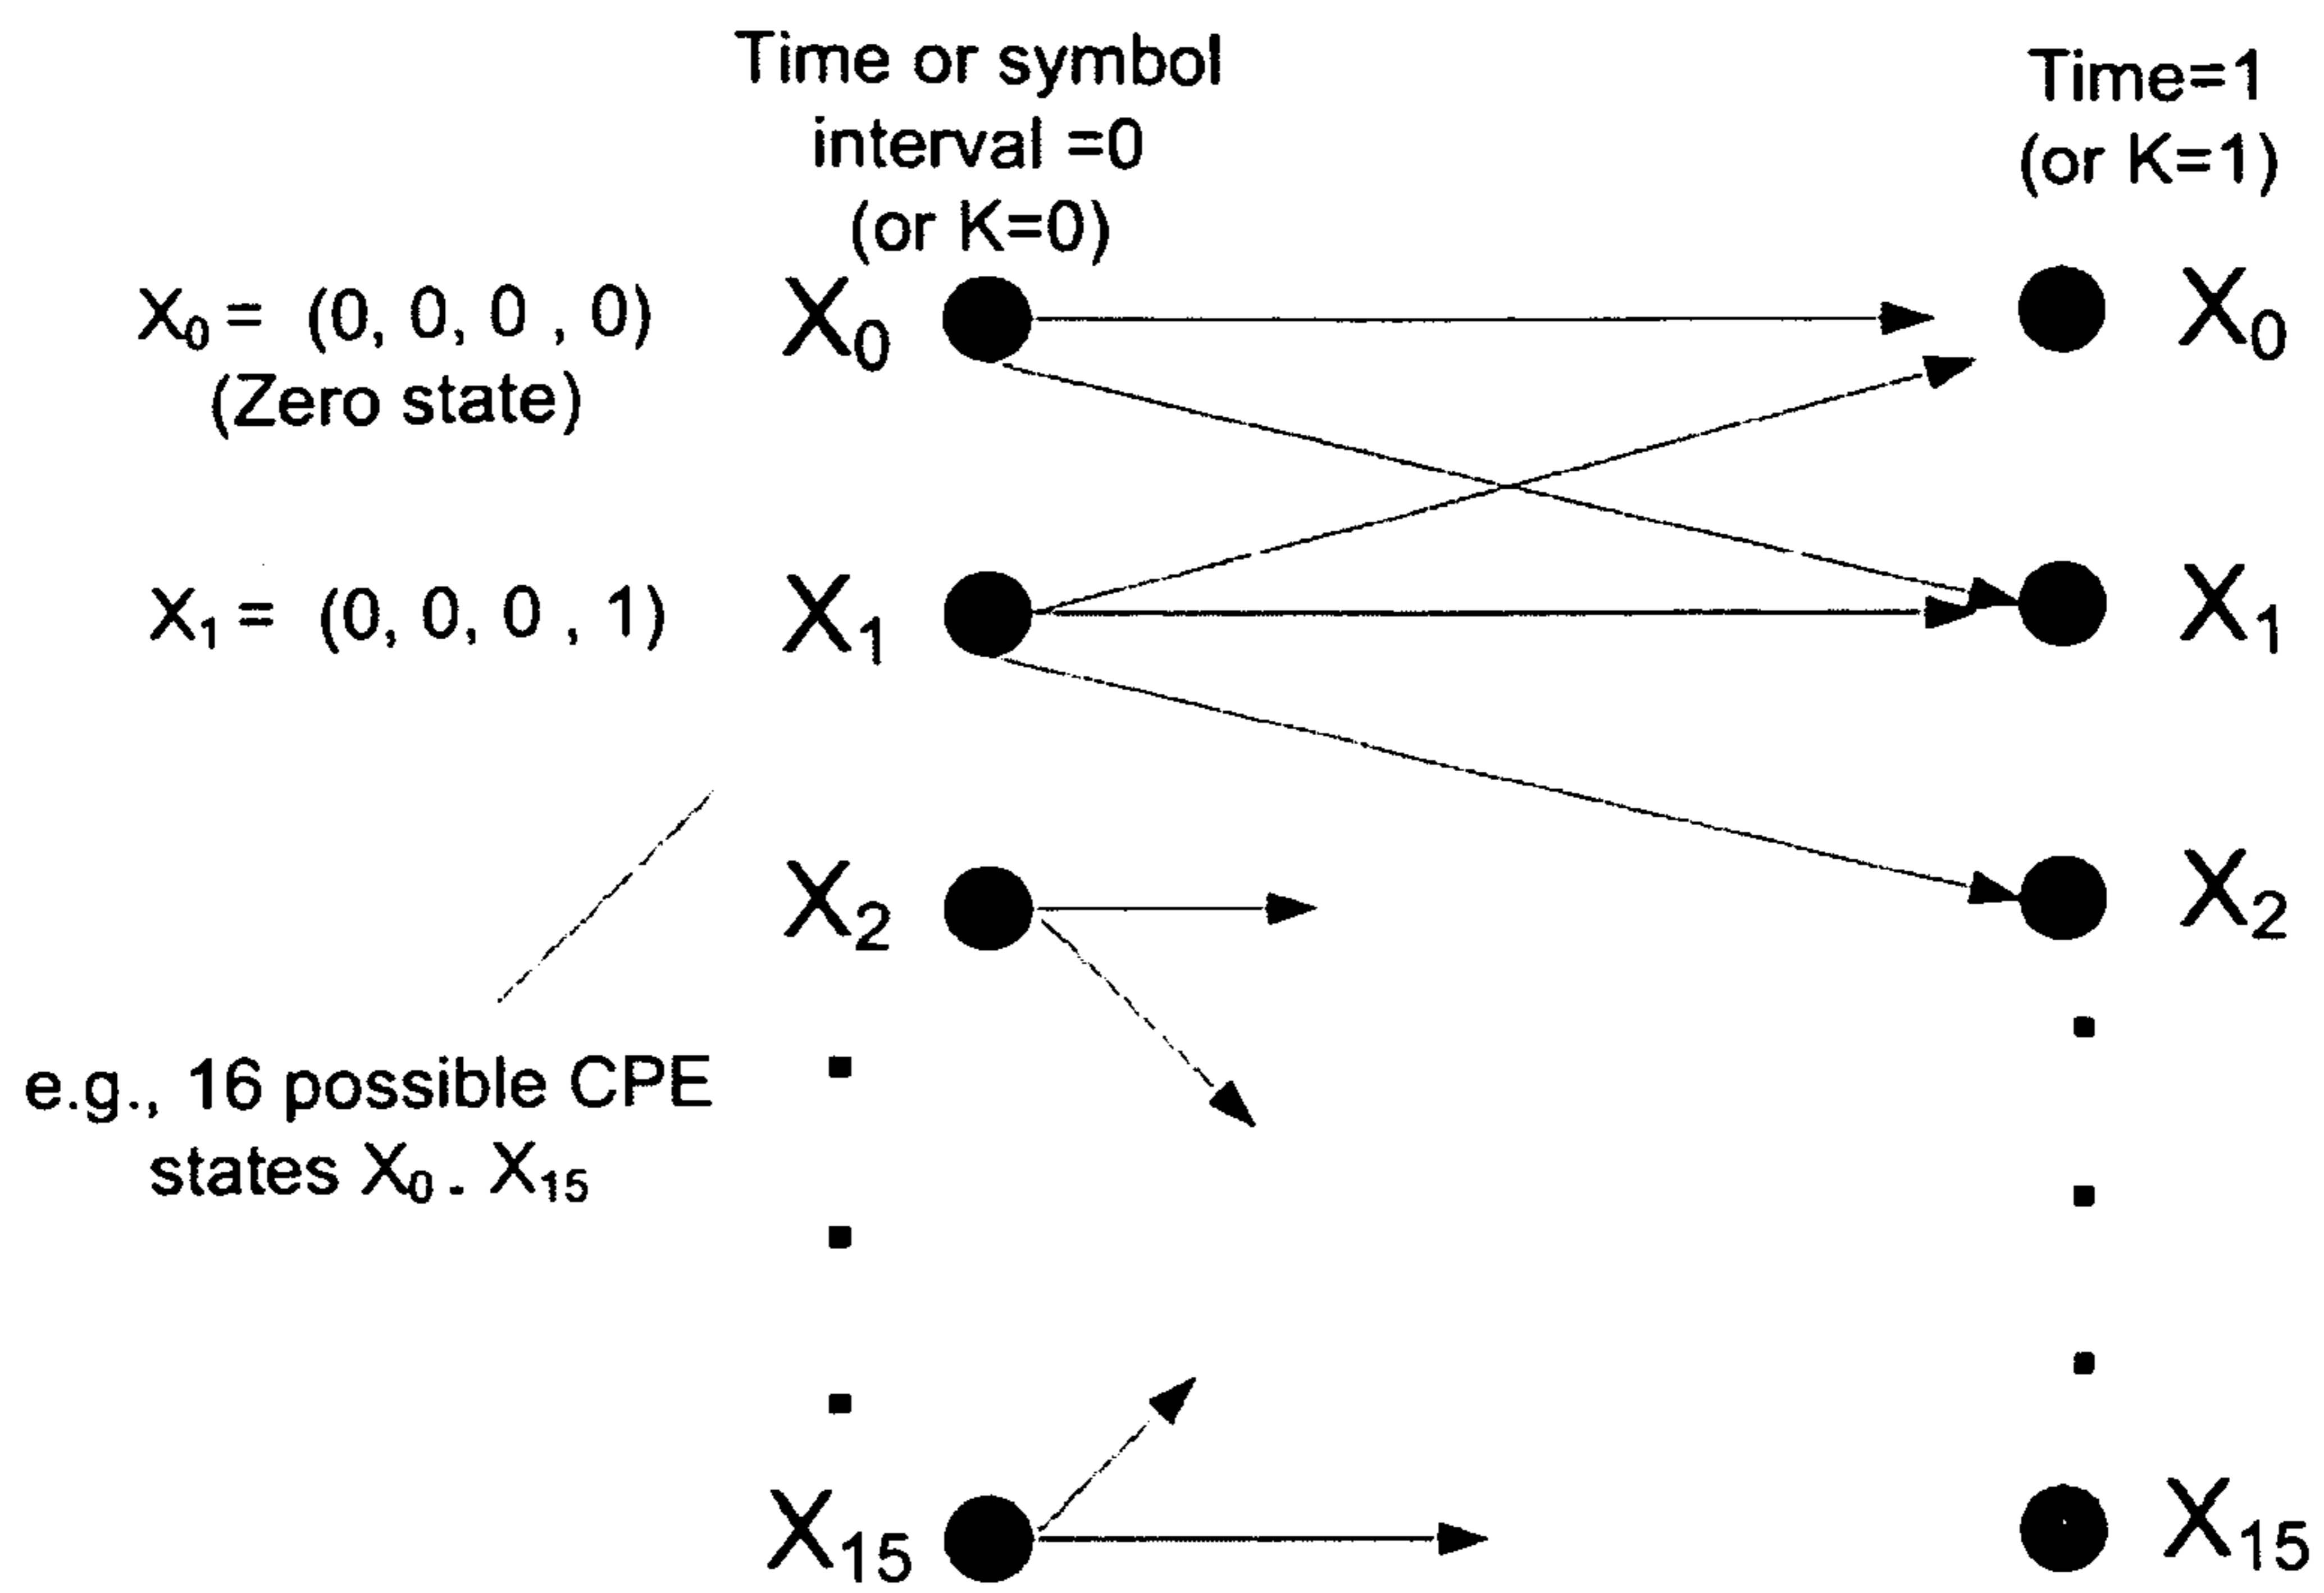 Time or symbol
interval =0
(or K=0)
Time=1
(or K=1)
X₀ = (0, 0, 0 , 0)
(Zero state)
X₀
X₀
X₁ = (0, 0, 0 , 1)
X₁
X₁
X₂
X₂
e.g., 16 possible CPE
states X₀ - X₁₅
X₁₅
X₁₅